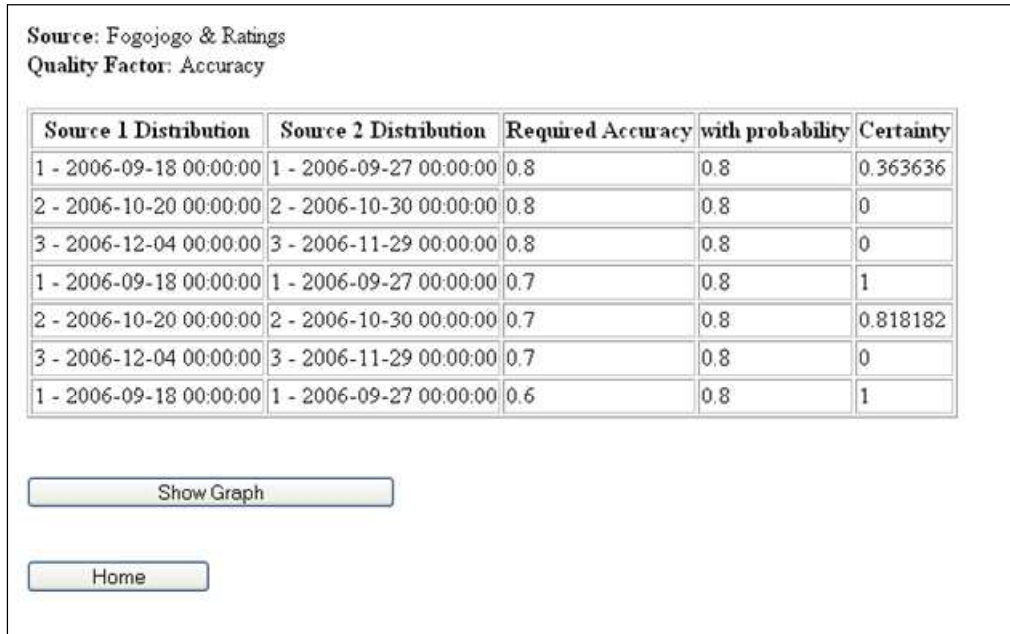 Source: Fogojogo & Ratings
Quality Factor: Accuracy
Source 1 Distribution Source 2 Distribution Required Accuracy with probability Certainty
1 - 2006-09-18 00:00:00 1 - 2006-09-27 00:00:00 0.8 0.8 0.363636
2 - 2006-10-20 00:00:00 2 - 2006-10-30 00:00:00 0.8 0.8 0
3 - 2006-12-04 00:00:00 3 - 2006-11-29 00:00:00 0.8 0.8 0
1 - 2006-09-18 00:00:00 1 - 2006-09-27 00:00:00 0.7 0.8 1
2 - 2006-10-20 00:00:00 2 - 2006-10-30 00:00:00 0.7 0.8 0.818182
3 - 2006-12-04 00:00:00 3 - 2006-11-29 00:00:00 0.7 0.8 0
1 - 2006-09-18 00:00:00 1 - 2006-09-27 00:00:00 0.6 0.8 1
Show Graph
Home